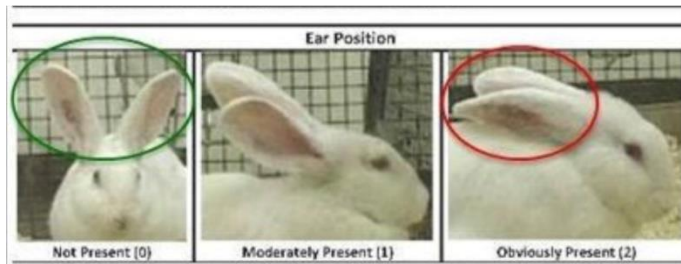 Ear Position
Not Present (0)
Moderately Present (1)
Obviously Present (2)